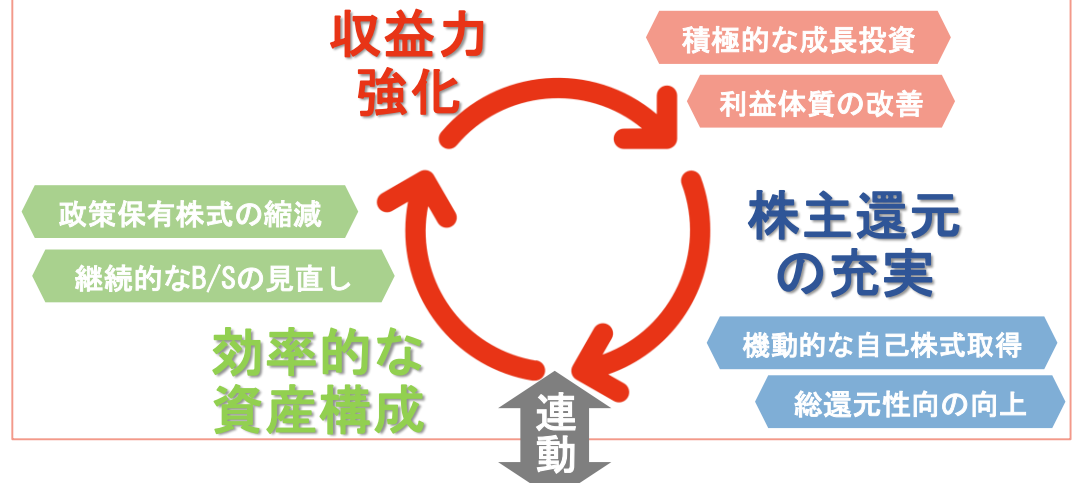 収益力
強化
積極的な成長投資
利益体質の改善
株主還元
の充実
機動的な自己株式取得
総還元性向の向上
政策保有株式の縮減
継続的なB/Sの見直し
効率的な
資産構成
連動